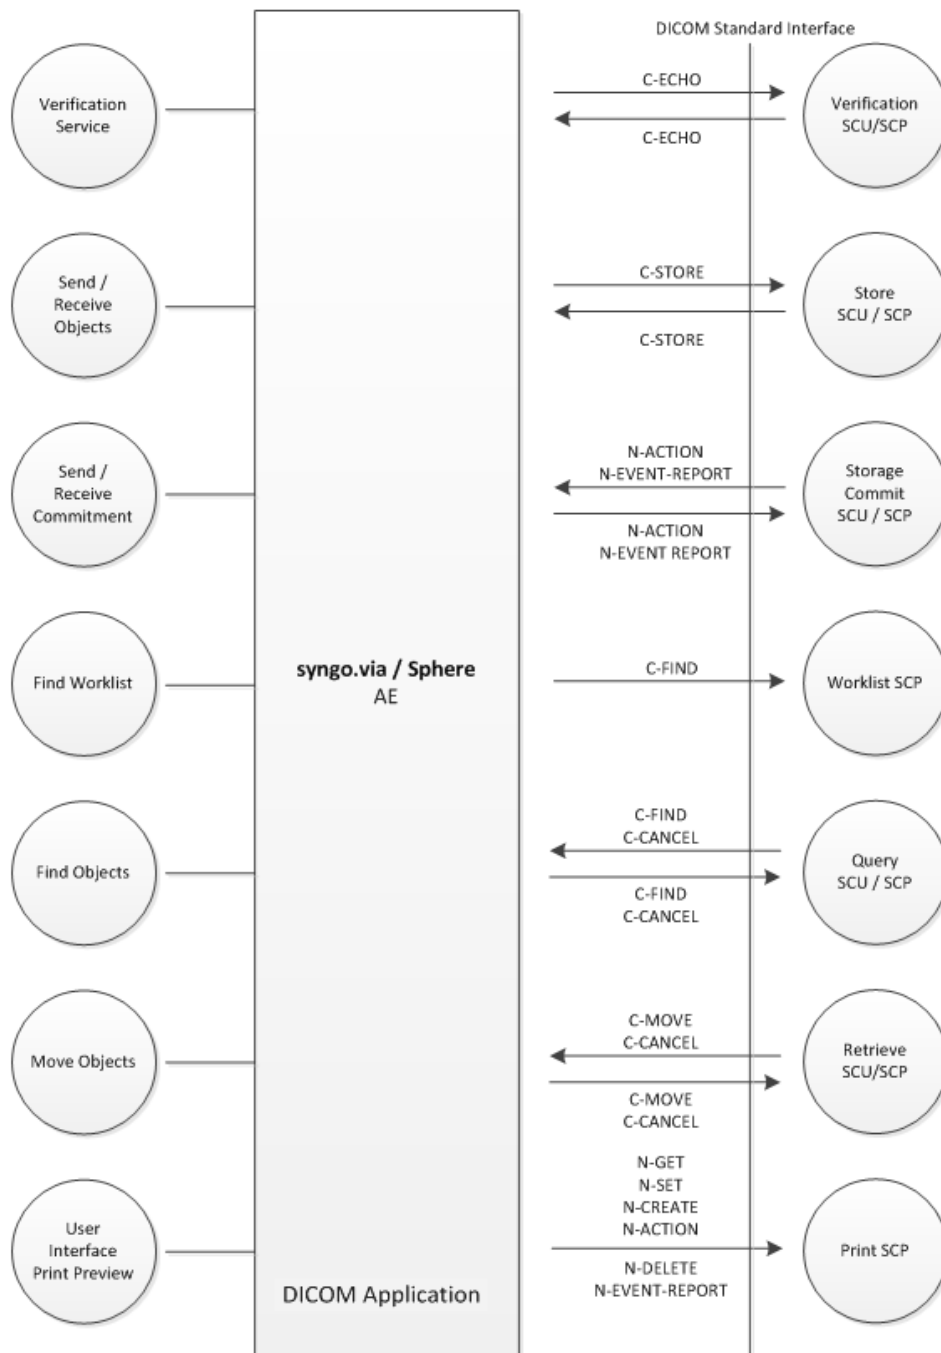 DICOM Standard Interface
Verification
Service
C-ECHO
C-ECHO
Verification
SCU/SCP
Send /
Receive
Objects
C-STORE
C-STORE
Store
SCU / SCP
Send /
Receive
Commitment
N-ACTION
N-EVENT-REPORT
N-ACTION
N-EVENT REPORT
Storage
Commit
SCU / SCP
Find Worklist
syngo.via / Sphere
AE
C-FIND
Worklist SCP
Find Objects
C-FIND
C-CANCEL
C-FIND
C-CANCEL
Query
SCU / SCP
Move Objects
C-MOVE
C-CANCEL
C-MOVE
C-CANCEL
Retrieve
SCU/SCP
User
Interface
Print Preview
DICOM Application
N-GET
N-SET
N-CREATE
N-ACTION
N-DELETE
N-EVENT-REPORT
Print SCP